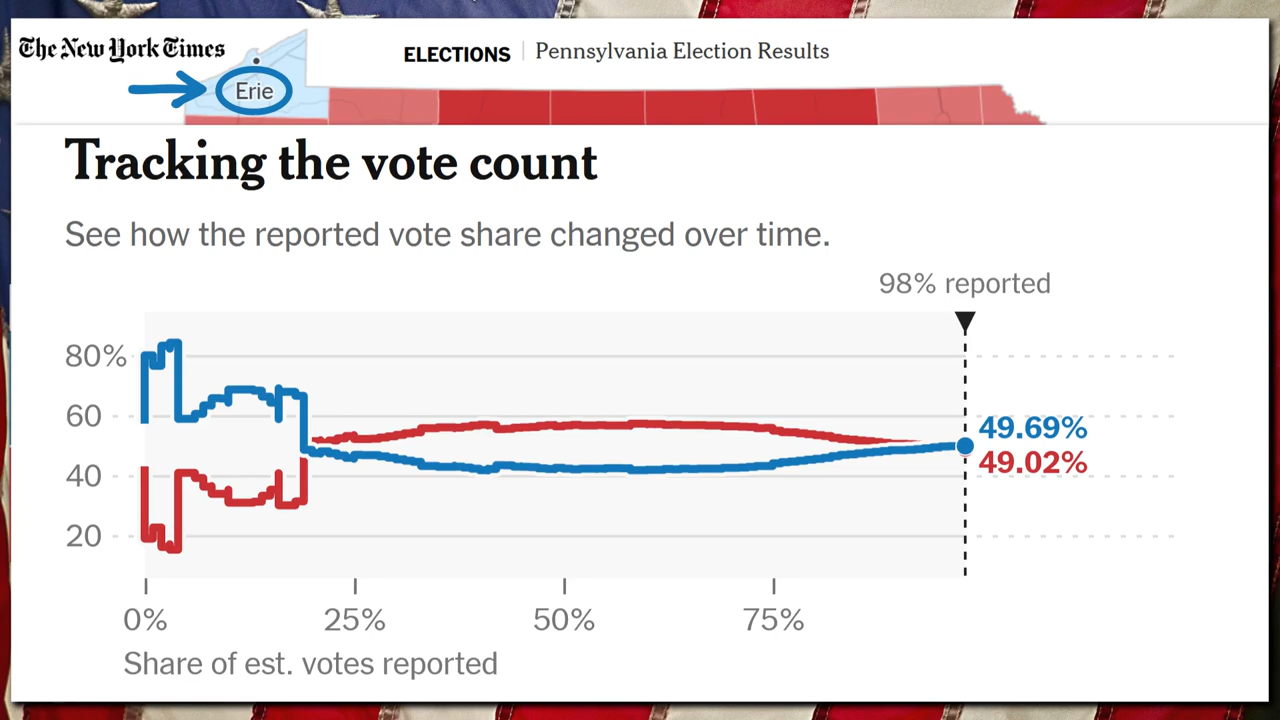 The New York Times
ELECTIONS | Pennsylvania Election Results
Erie
Tracking the vote count
See how the reported vote share changed over time.
98% reported
80%
60
40
20
49.69%
49.02%
0% 25% 50% 75%
Share of est. votes reported